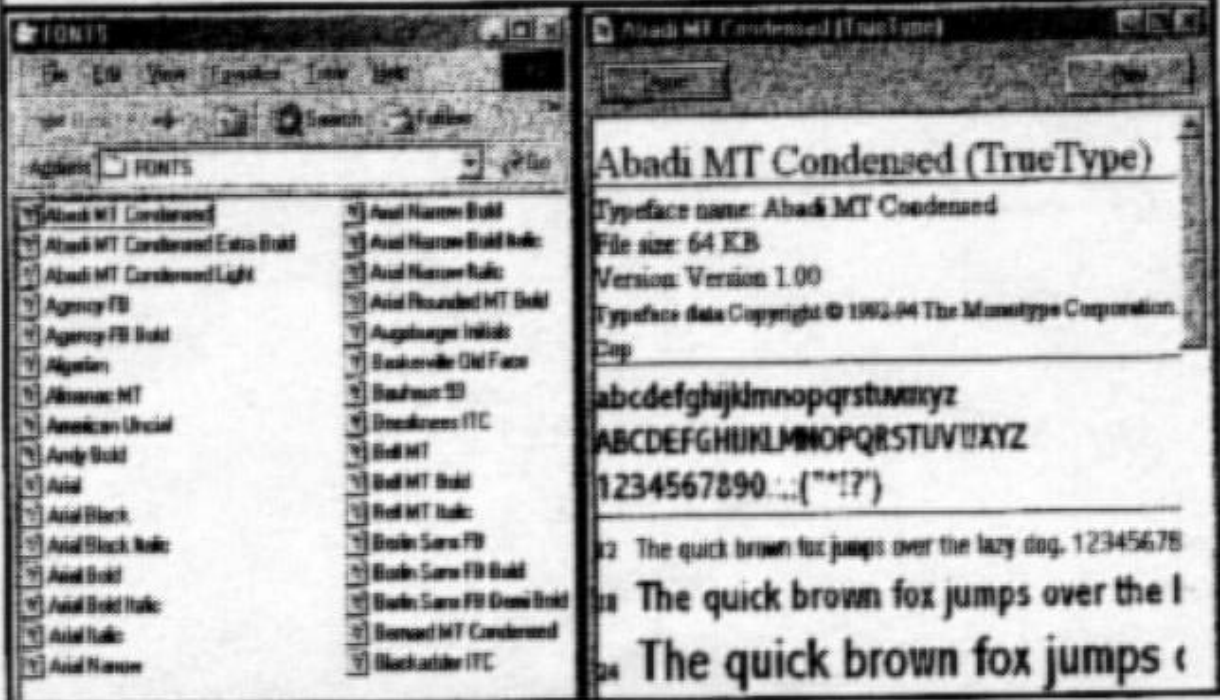 FONTS
File Edit View Favorites Tools Help
Search Folders
Address FONTS Go
Abadi MT Condensed
Abadi MT Condensed Extra Bold
Abadi MT Condensed Light
Agency FB
Agency FB Bold
Algerian
Almanac MT
American Uncial
Andy Bold
Arial
Arial Black
Arial Black Italic
Arial Bold
Arial Bold Italic
Arial Italic
Arial Narrow
Arial Narrow Bold
Arial Narrow Bold Italic
Arial Narrow Italic
Arial Rounded MT Bold
Augsburger Initials
Baskerville Old Face
Bauhaus 93
Beesknees ITC
Bell MT
Bell MT Bold
Bell MT Italic
Berlin Sans FB
Berlin Sans FB Bold
Berlin Sans FB Demi Bold
Bernard MT Condensed
Blackadder ITC
Abadi MT Condensed (TrueType)
Abadi MT Condensed (TrueType)
Typeface name: Abadi MT Condensed
File size: 64 KB
Version: Version 1.00
Typeface data Copyright © 1992-94 The Monotype Corporation.
Cop
abcdefghijklmnopqrstuvwxyz
ABCDEFGHIJKLMNOPQRSTUVWXYZ
1234567890.:,;("*!?')
12 The quick brown fox jumps over the lazy dog. 12345678
18 The quick brown fox jumps over the l
24 The quick brown fox jumps